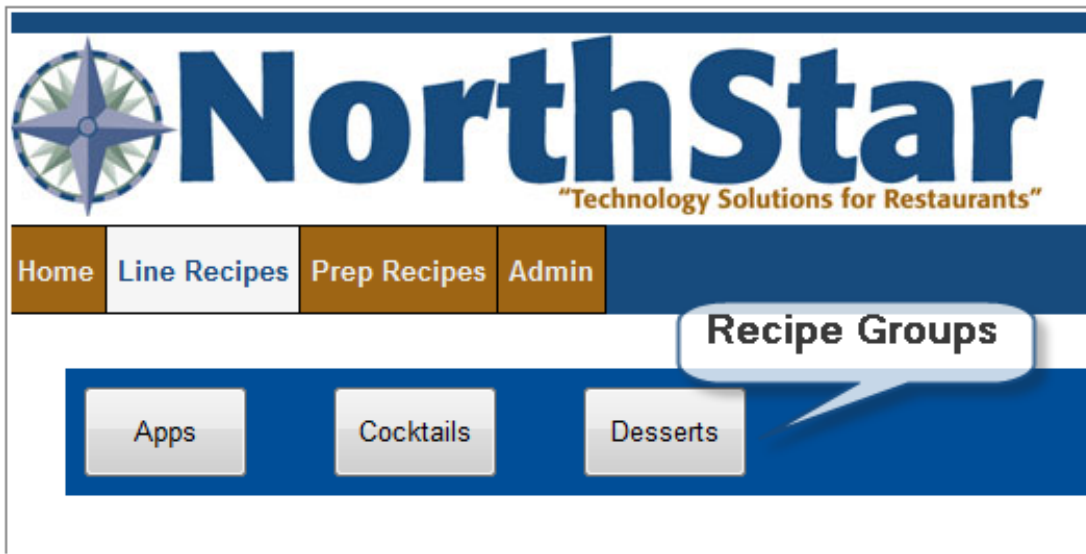 NorthStar
"Technology Solutions for Restaurants"
Home Line Recipes Prep Recipes Admin
Recipe Groups
Apps Cocktails Desserts